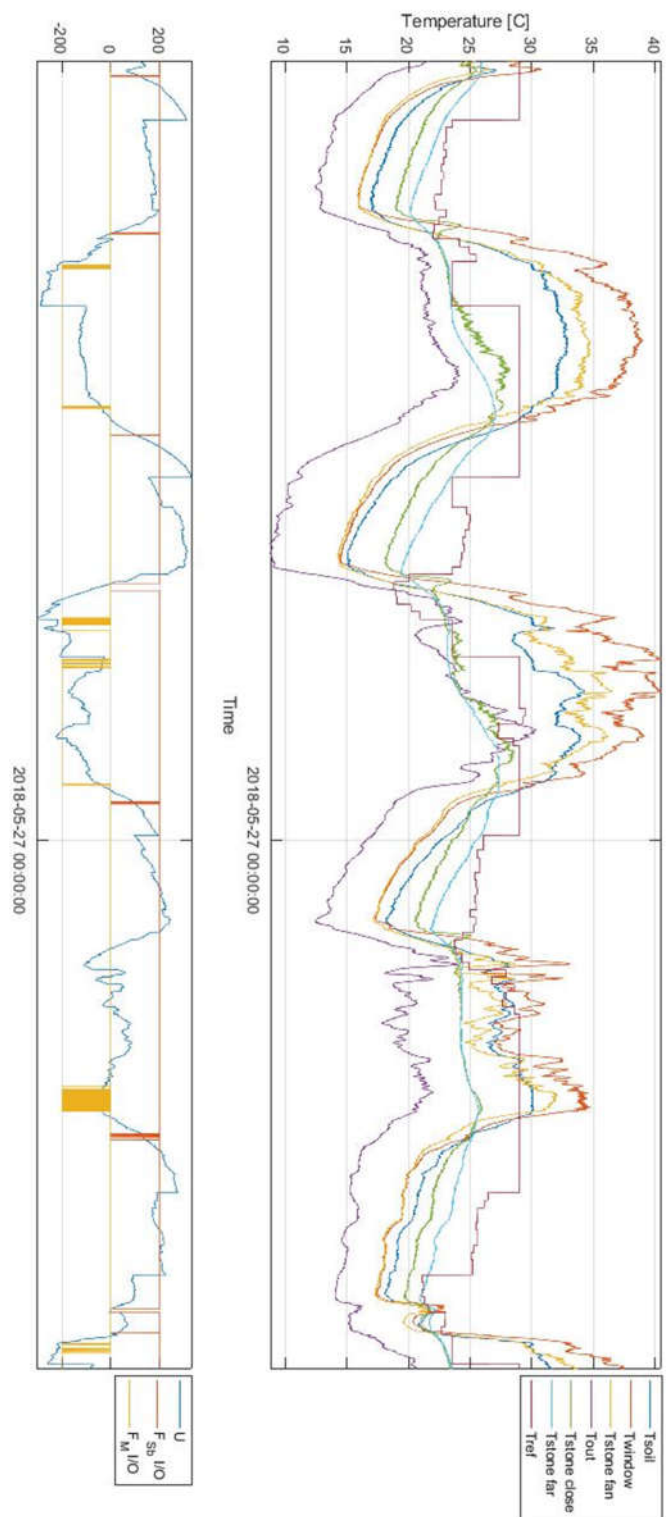 Temperature [C]
40
35
30
25
20
15
10
Tsoil
Twindow
Tstone fan
Tout
Tstone close
Tstone far
Tref
2018-05-27 00:00:00
Time
200
0
-200
U
F Sb I/O
F M I/O
2018-05-27 00:00:00